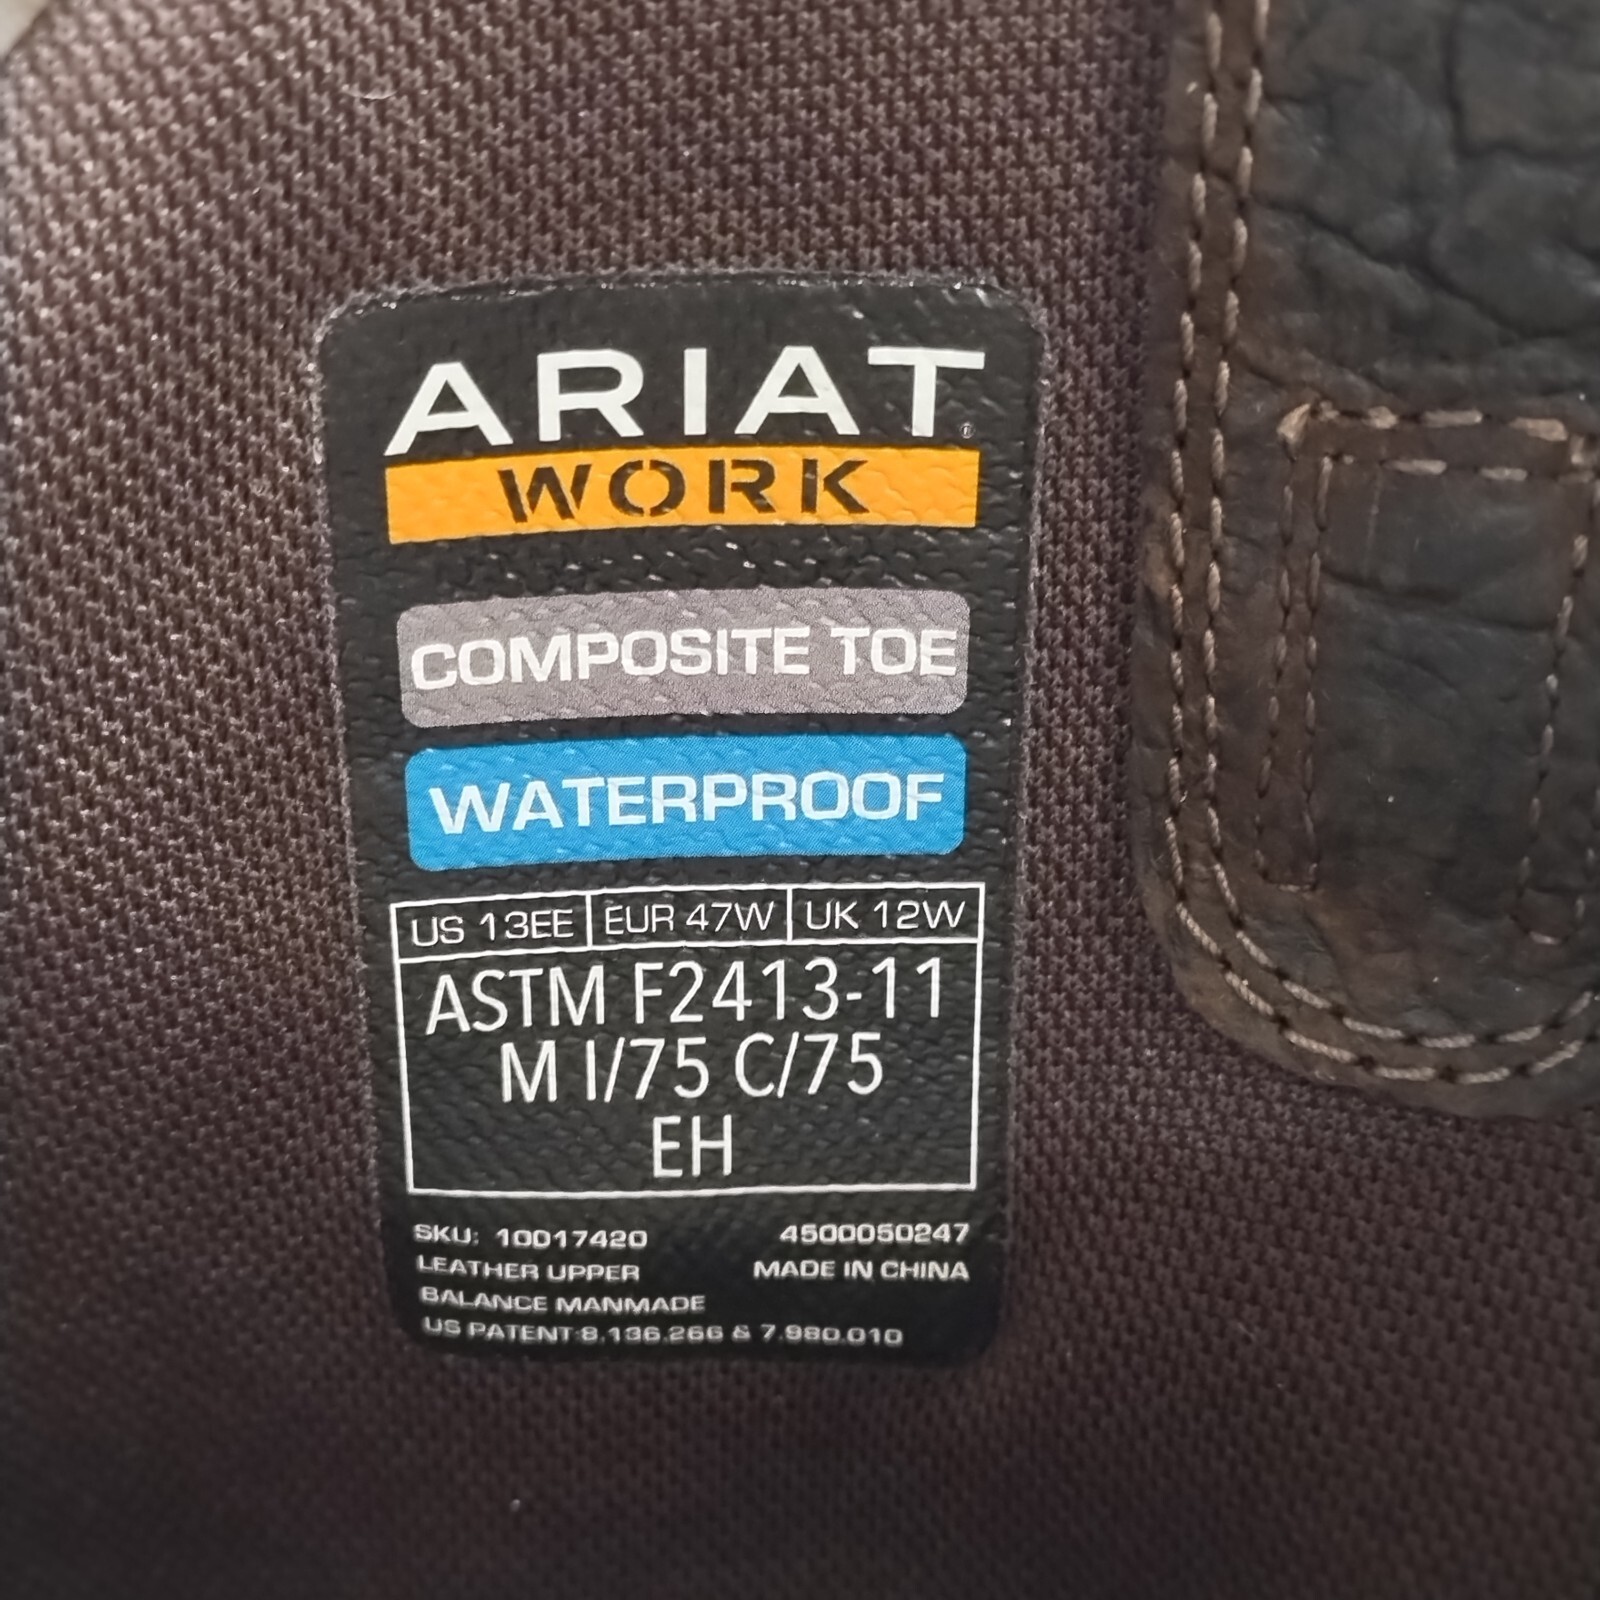 ARIAT®
WORK
COMPOSITE TOE
WATERPROOF
US 13EE EUR 47W UK 12W
ASTM F2413-11
M I/75 C/75
EH
SKU: 10017420 4500050247
LEATHER UPPER MADE IN CHINA
BALANCE MANMADE
US PATENT:8,136,266 & 7,980,010